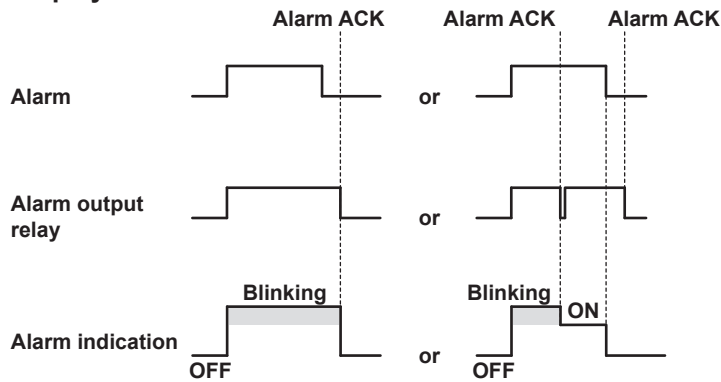 Alarm ACK Alarm ACK Alarm ACK
Alarm or
Alarm output
relay or
Blinking Blinking ON
Alarm indication or
OFF OFF